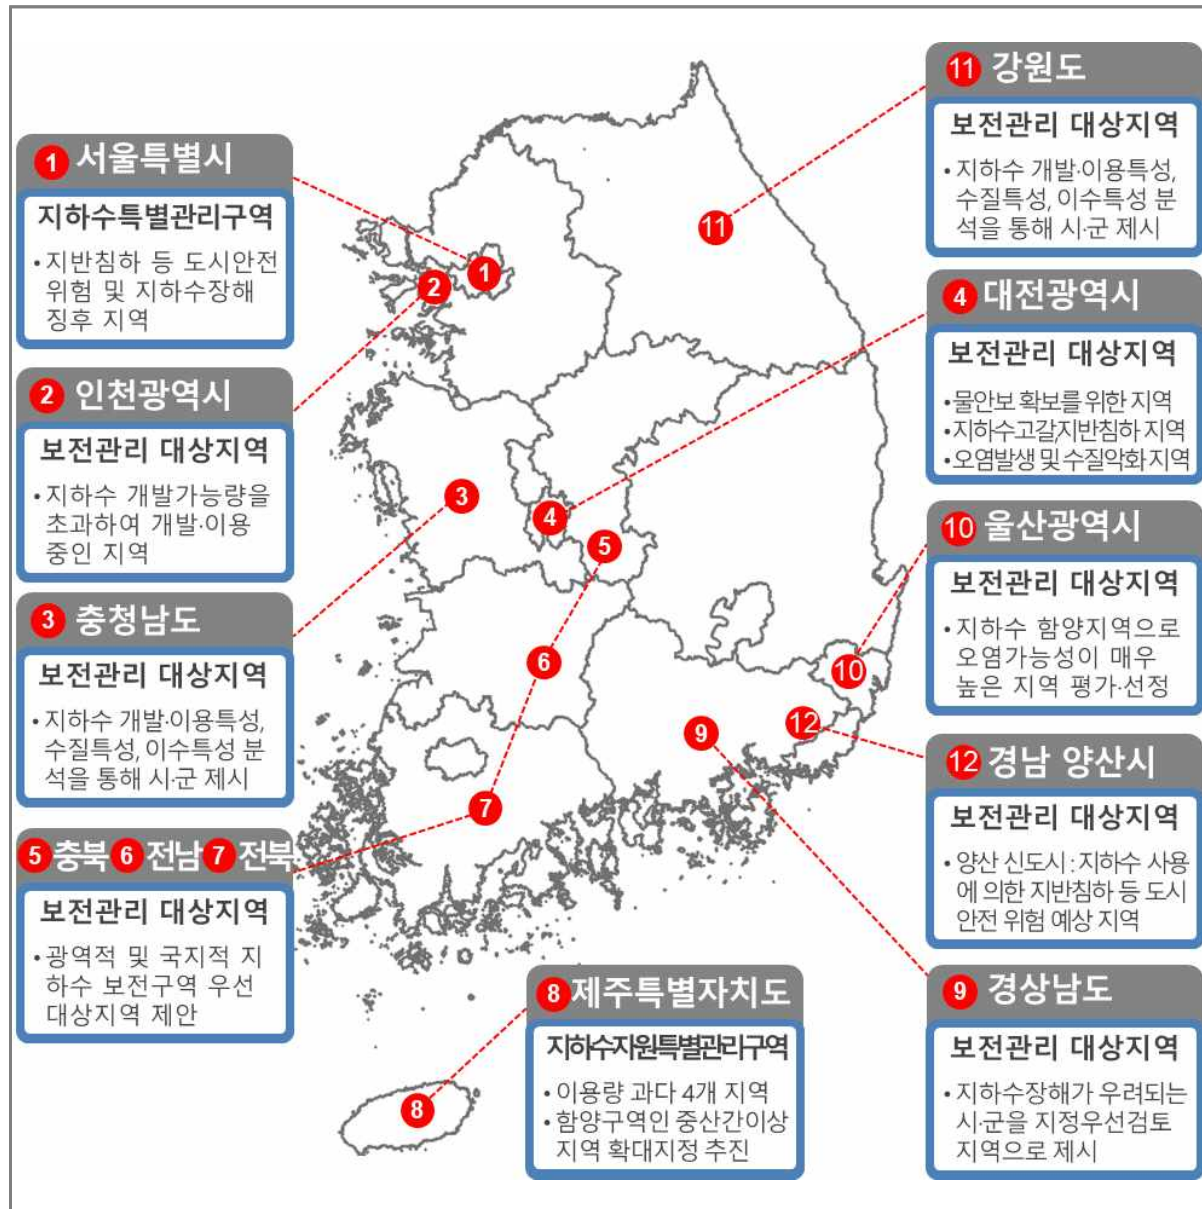 1 서울특별시
지하수특별관리구역
• 지반침하 등 도시안전
위험 및 지하수장해
징후 지역
2 인천광역시
보전관리 대상지역
• 지하수 개발가능량을
초과하여 개발·이용
중인 지역
3 충청남도
보전관리 대상지역
• 지하수 개발·이용특성,
수질특성, 이수특성 분
석을 통해 시·군 제시
5 충북 6 전남 7 전북
보전관리 대상지역
• 광역적 및 국지적 지
하수 보전구역 우선
대상지역 제안
8 제주특별자치도
지하수자원특별관리구역
• 이용량 과다 4개 지역
• 함양구역인 중산간이상
지역 확대지정 추진
11 강원도
보전관리 대상지역
• 지하수 개발·이용특성,
수질특성, 이수특성 분
석을 통해 시·군 제시
4 대전광역시
보전관리 대상지역
• 물안보 확보를 위한 지역
• 지하수고갈,지반침하 지역
• 오염발생 및 수질악화 지역
10 울산광역시
보전관리 대상지역
• 지하수 함양지역으로
오염가능성이 매우
높은 지역 평가·선정
12 경남 양산시
보전관리 대상지역
• 양산 신도시 : 지하수 사용
에 의한 지반침하 등 도시
안전 위험 예상 지역
9 경상남도
보전관리 대상지역
• 지하수장해가 우려되는
시·군을 지정우선검토
지역으로 제시
11
1
2
3
4
5
6
10
12
9
7
8